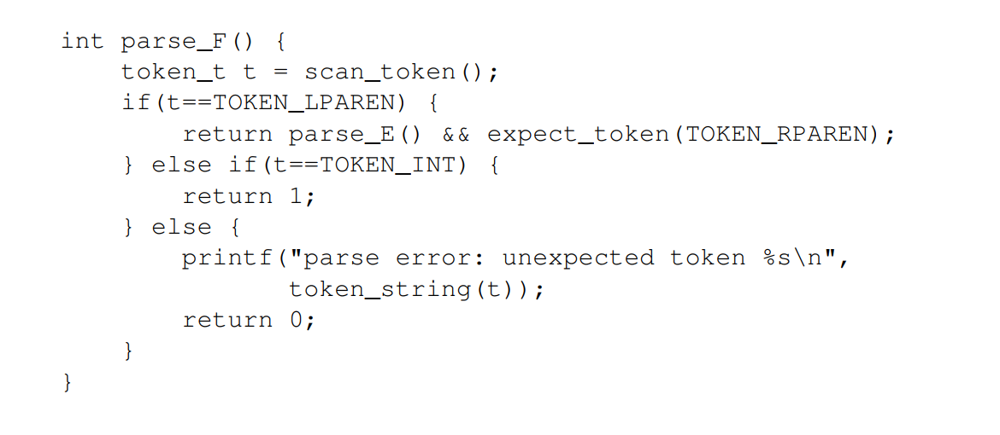 int parse_F() {
    token_t t = scan_token();
    if(t==TOKEN_LPAREN) {
        return parse_E() && expect_token(TOKEN_RPAREN);
    } else if(t==TOKEN_INT) {
        return 1;
    } else {
        printf("parse error: unexpected token %s\n",
               token_string(t));
        return 0;
    }
}